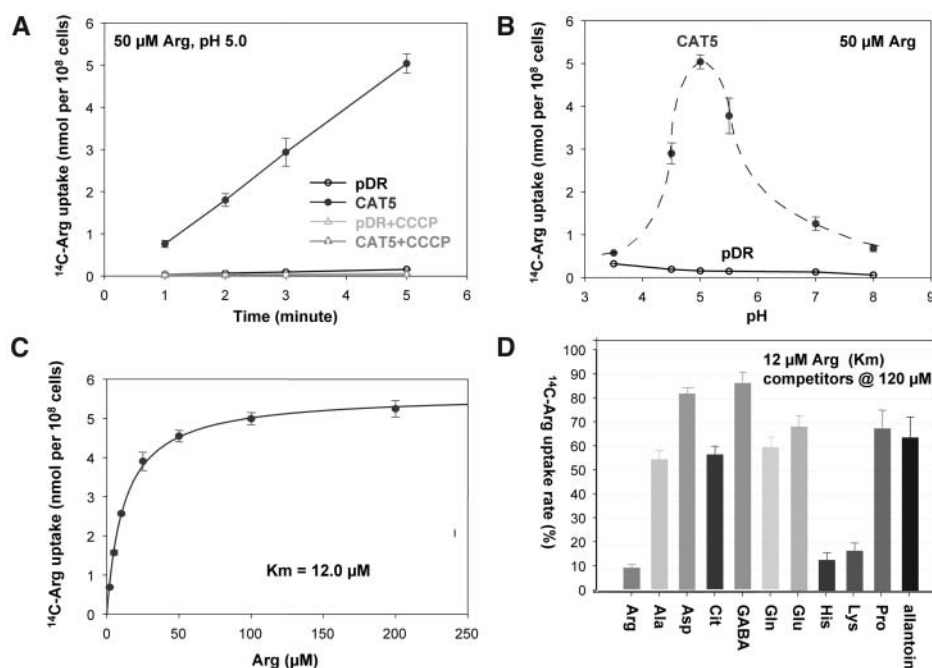 A
50 µM Arg, pH 5.0
¹⁴C-Arg uptake (nmol per 10⁸ cells)
6
5
4
3
2
1
0
pDR
CAT5
pDR+CCCP
CAT5+CCCP
0 1 2 3 4 5 6
Time (minute)
B
CAT5
50 µM Arg
¹⁴C-Arg uptake (nmol per 10⁸ cells)
6
5
4
3
2
1
0
pDR
3 4 5 6 7 8 9
pH
C
¹⁴C-Arg uptake (nmol per 10⁸ cells)
6
5
4
3
2
1
0
Km = 12.0 µM
0 50 100 150 200 250
Arg (µM)
D
12 µM Arg (Km)
competitors @ 120 µM
¹⁴C-Arg uptake rate (%)
100
90
80
70
60
50
40
30
20
10
0
Arg
Ala
Asp
Cit
GABA
Gln
Glu
His
Lys
Pro
allantoin